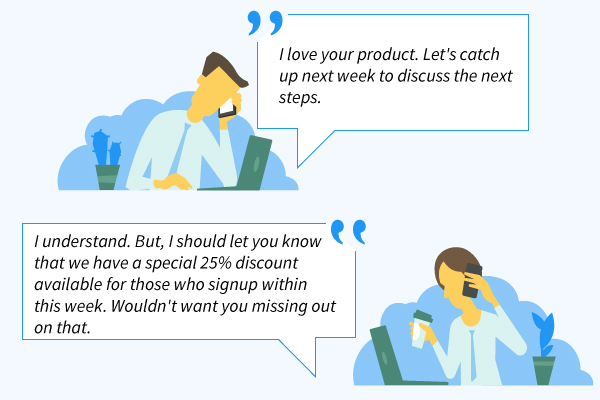 I love your product. Let's catch
up next week to discuss the next
steps.
I understand. But, I should let you know
that we have a special 25% discount
available for those who signup within
this week. Wouldn't want you missing out
on that.